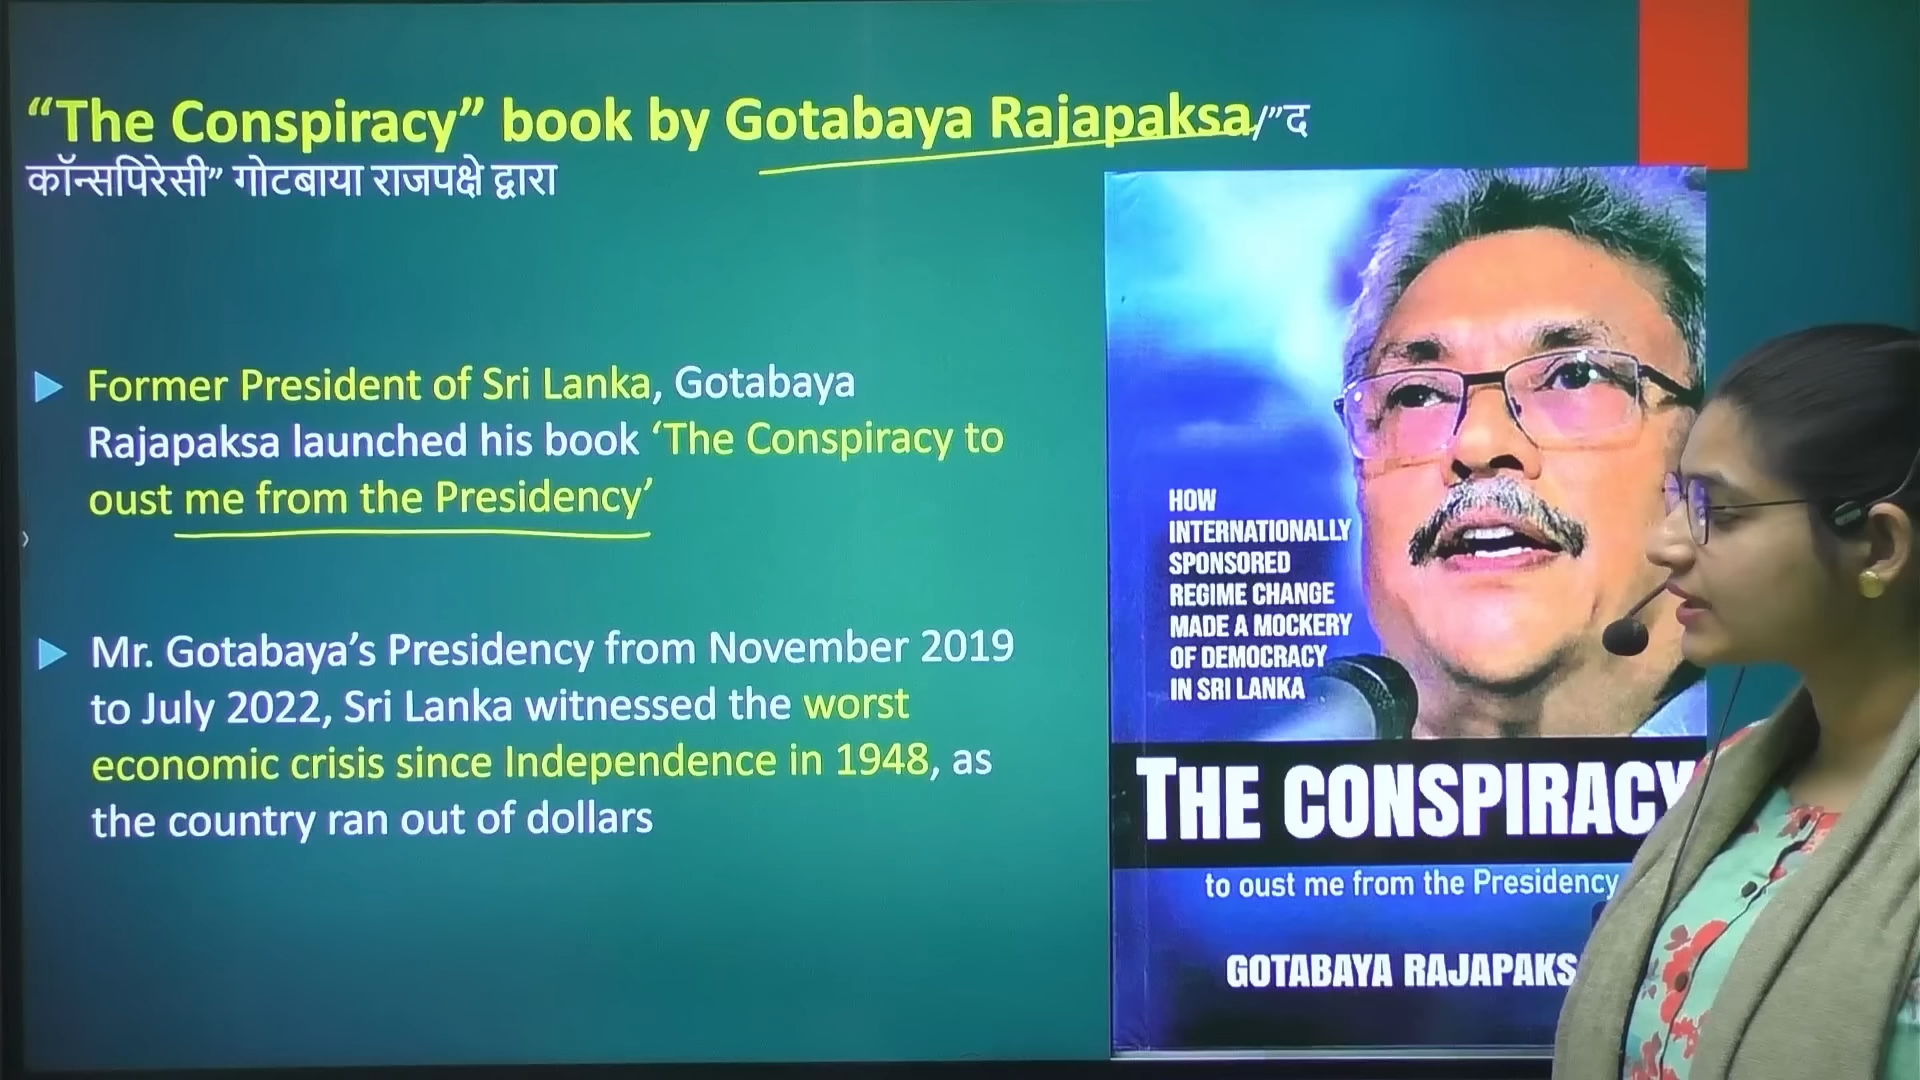 “The Conspiracy” book by Gotabaya Rajapaksa/”द
कॉन्सपिरेसी” गोटबाया राजपक्षे द्वारा
Former President of Sri Lanka, Gotabaya
Rajapaksa launched his book ‘The Conspiracy to
oust me from the Presidency’
Mr. Gotabaya’s Presidency from November 2019
to July 2022, Sri Lanka witnessed the worst
economic crisis since Independence in 1948, as
the country ran out of dollars
HOW
INTERNATIONALLY
SPONSORED
REGIME CHANGE
MADE A MOCKERY
OF DEMOCRACY
IN SRI LANKA
THE CONSPIRACY
to oust me from the Presidency
GOTABAYA RAJAPAKS